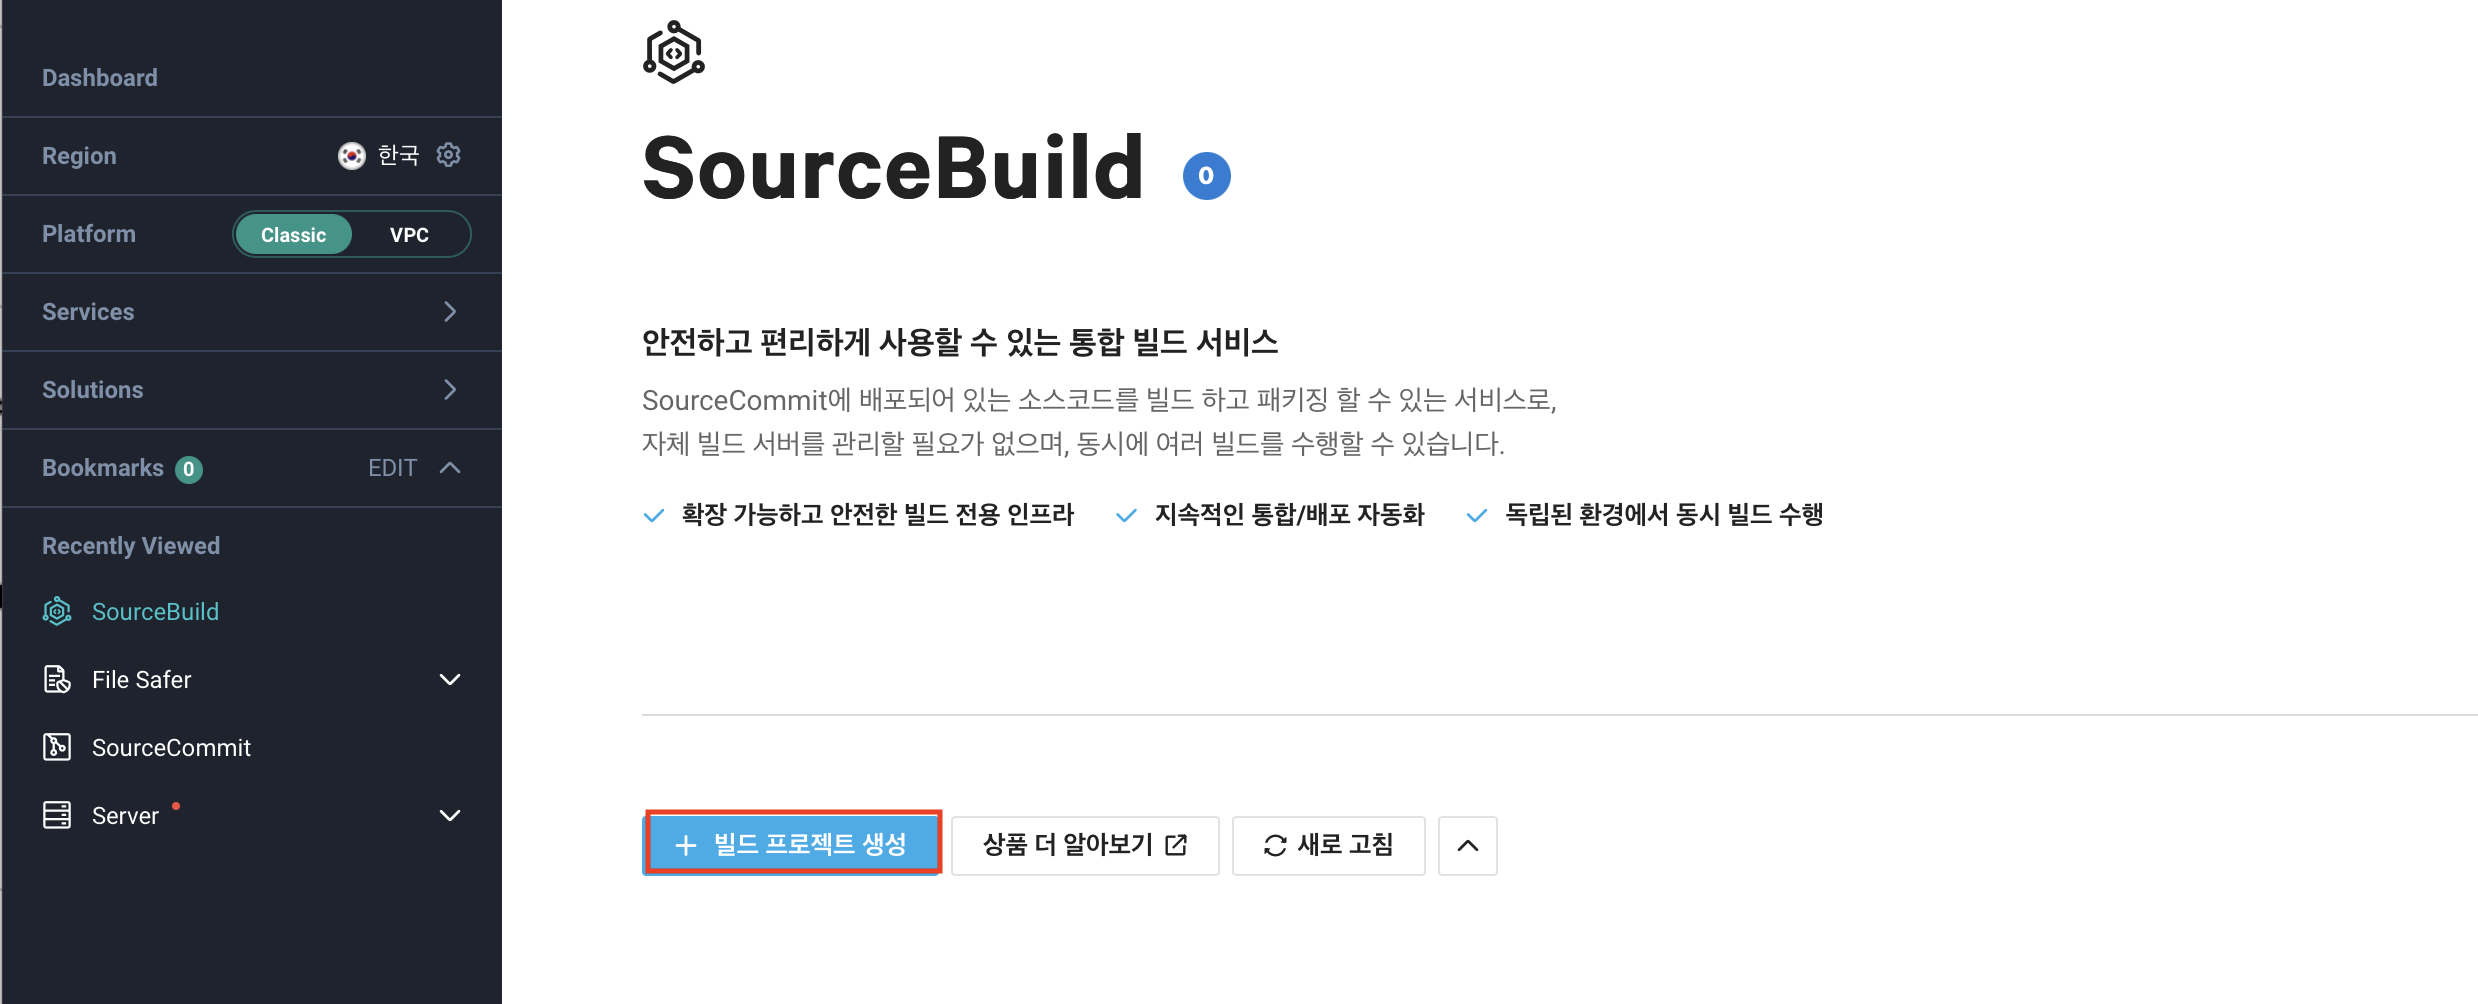 Dashboard
Region 한국
Platform Classic VPC
Services
Solutions
Bookmarks 0 EDIT
Recently Viewed
SourceBuild
File Safer
SourceCommit
Server
SourceBuild 0
안전하고 편리하게 사용할 수 있는 통합 빌드 서비스
SourceCommit에 배포되어 있는 소스코드를 빌드 하고 패키징 할 수 있는 서비스로,
자체 빌드 서버를 관리할 필요가 없으며, 동시에 여러 빌드를 수행할 수 있습니다.
확장 가능하고 안전한 빌드 전용 인프라 지속적인 통합/배포 자동화 독립된 환경에서 동시 빌드 수행
+ 빌드 프로젝트 생성 상품 더 알아보기 새로 고침